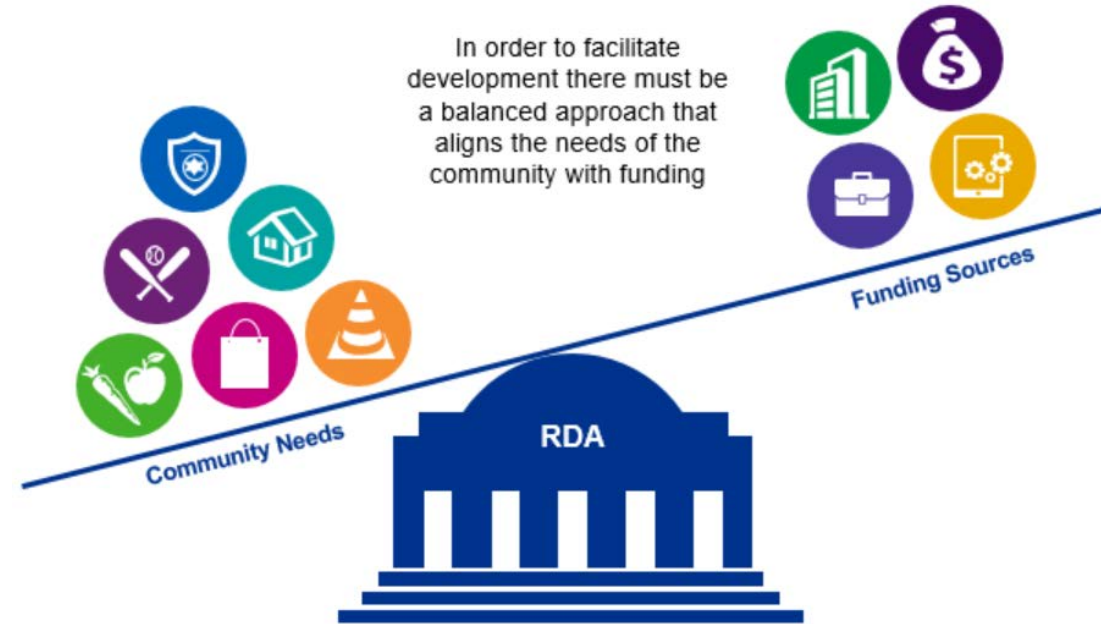 In order to facilitate
development there must be
a balanced approach that
aligns the needs of the
community with funding
$
Funding Sources
Community Needs
RDA